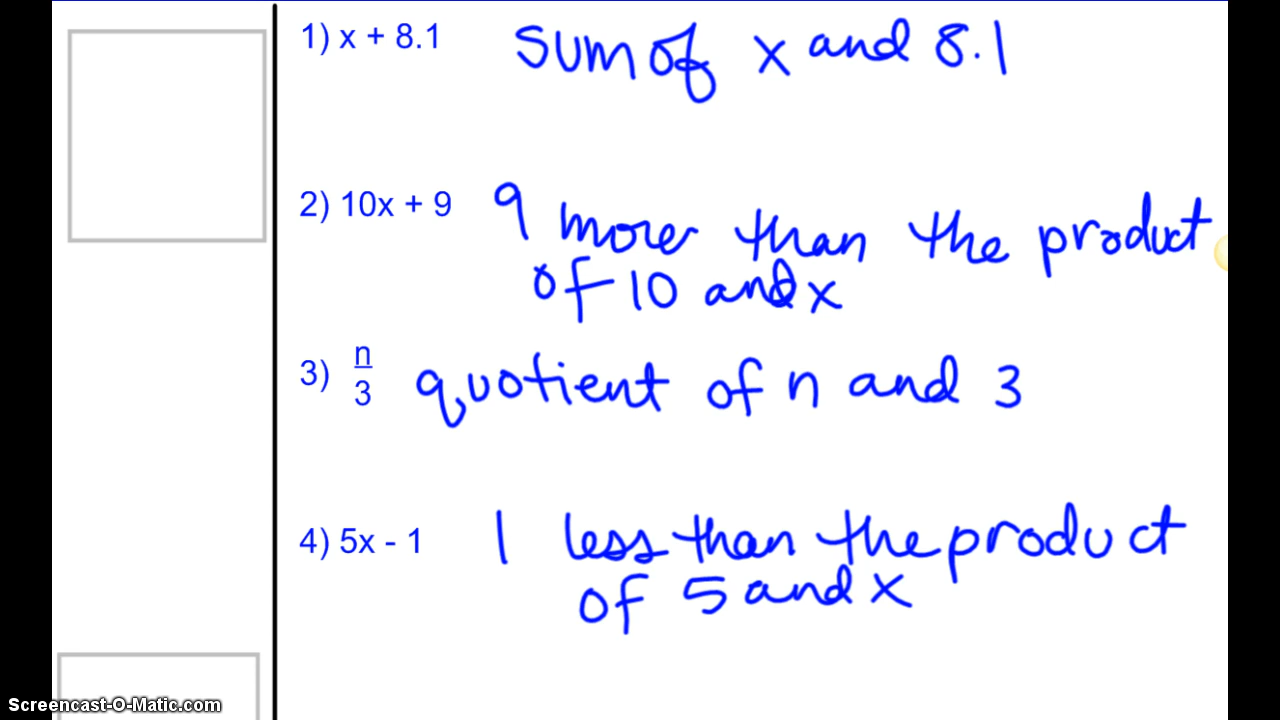 1) x + 8.1 sum of x and 8.1
2) 10x + 9 9 more than the product
of 10 and x
3) n/3 quotient of n and 3
4) 5x - 1 1 less than the product
of 5 and x
Screencast-O-Matic.com